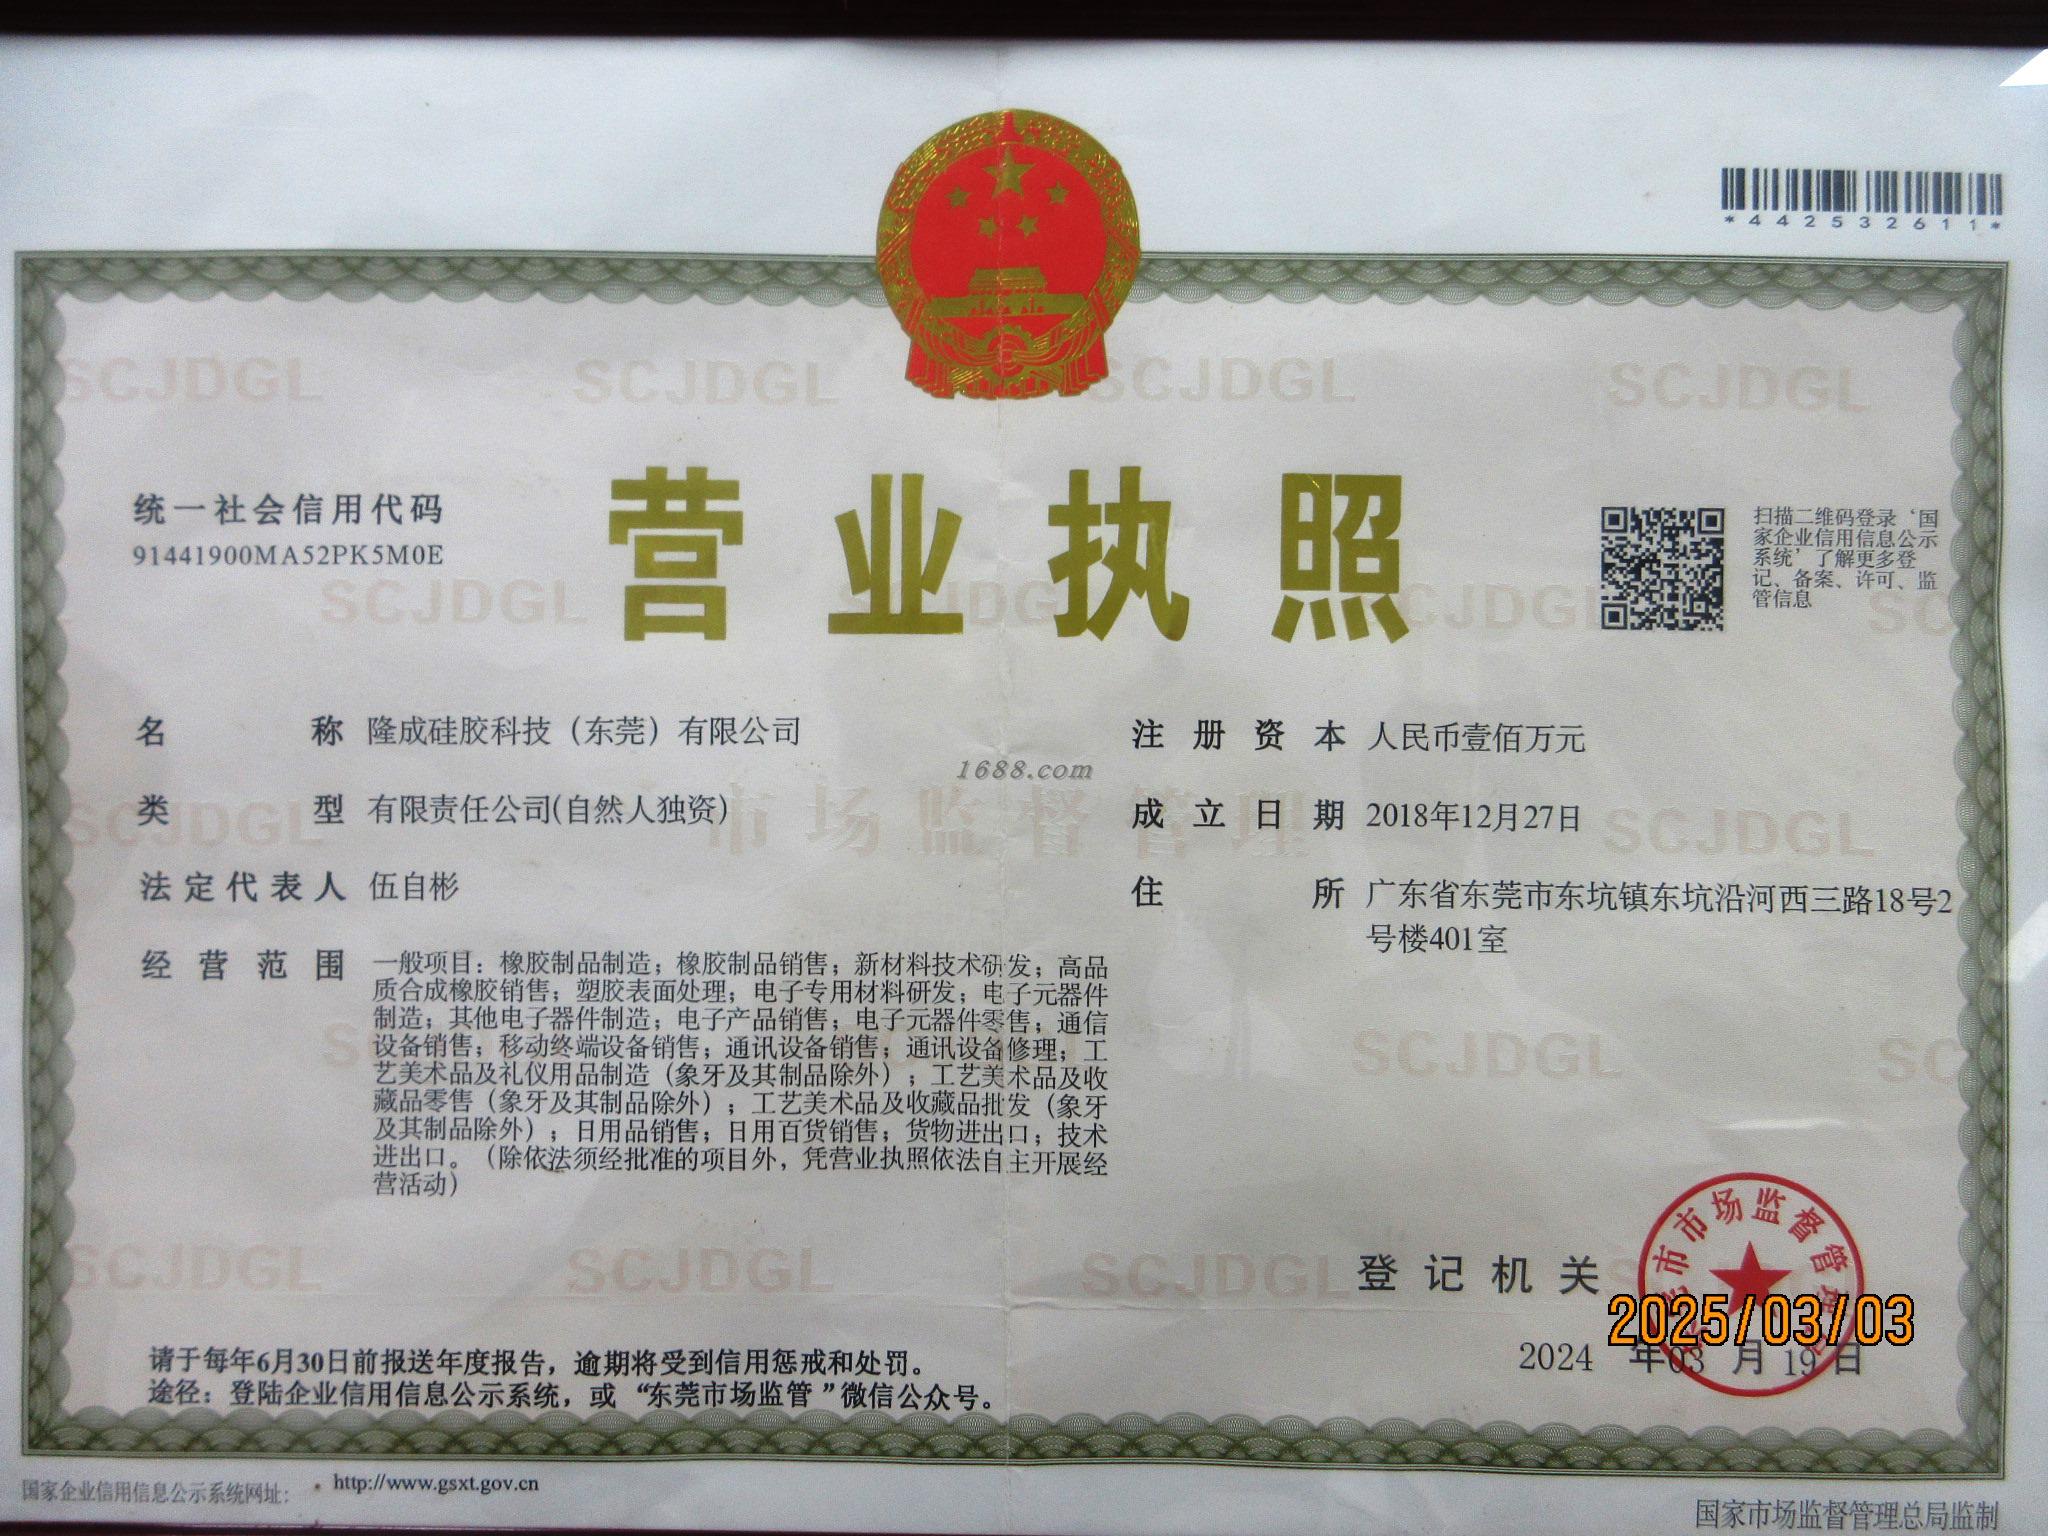 *442532611*
统一社会信用代码
91441900MA52PK5M0E
营业执照
扫描二维码登录‘国
家企业信用信息公示
系统’了解更多登
记、备案、许可、监
管信息
名称 隆成硅胶科技（东莞）有限公司
类型 有限责任公司(自然人独资)
法定代表人 伍自彬
经营范围 一般项目：橡胶制品制造；橡胶制品销售；新材料技术研发；高品
质合成橡胶销售；塑胶表面处理；电子专用材料研发；电子元器件
制造；其他电子器件制造；电子产品销售；电子元器件零售；通信
设备销售；移动终端设备销售；通讯设备销售；通讯设备修理；工
艺美术品及礼仪用品制造（象牙及其制品除外）；工艺美术品及收
藏品零售（象牙及其制品除外）；工艺美术品及收藏品批发（象牙
及其制品除外）；日用品销售；日用百货销售；货物进出口；技术
进出口。（除依法须经批准的项目外，凭营业执照依法自主开展经
营活动）
注册资本 人民币壹佰万元
成立日期 2018年12月27日
住所 广东省东莞市东坑镇东坑沿河西三路18号2
号楼401室
1688.com
市场监督管理
SCJDGL
登记机关
市市场监督管理
2025/03/03
2024年03月19日
请于每年6月30日前报送年度报告，逾期将受到信用惩戒和处罚。
途径：登陆企业信用信息公示系统，或“东莞市场监管”微信公众号。
国家企业信用信息公示系统网址：http://www.gsxt.gov.cn
国家市场监督管理总局监制